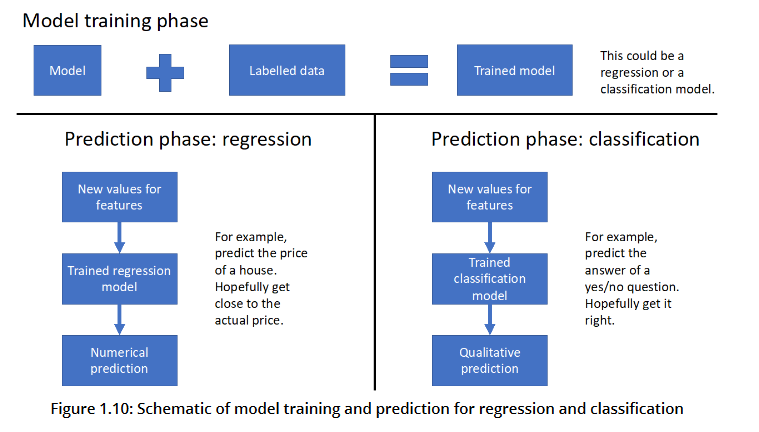 Model training phase
Model
Labelled data
Trained model
This could be a
regression or a
classification model.
Prediction phase: regression
New values for
features
Trained regression
model
Numerical
prediction
For example,
predict the price
of a house.
Hopefully get
close to the
actual price.
Prediction phase: classification
New values for
features
Trained
classification
model
Qualitative
prediction
For example,
predict the
answer of a
yes/no question.
Hopefully get it
right.
Figure 1.10: Schematic of model training and prediction for regression and classification